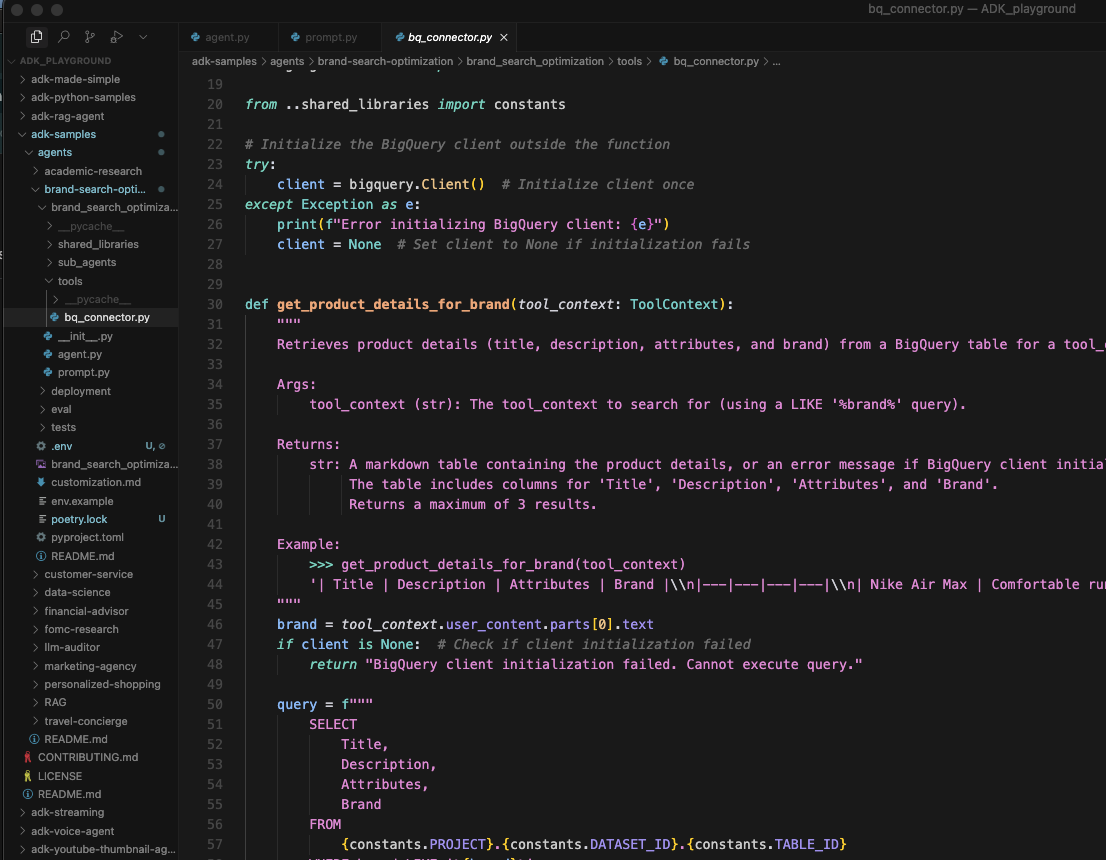 bq_connector.py — ADK_playground
agent.py
prompt.py
bq_connector.py
adk-samples > agents > brand-search-optimization > brand_search_optimization > tools > bq_connector.py > ...
ADK_PLAYGROUND
adk-made-simple
adk-python-samples
adk-rag-agent
adk-samples
agents
academic-research
brand-search-opti...
brand_search_optimiza...
__pycache__
shared_libraries
sub_agents
tools
__pycache__
bq_connector.py
__init__.py
agent.py
prompt.py
deployment
eval
tests
.env U,
brand_search_optimiza...
customization.md
env.example
poetry.lock U
pyproject.toml
README.md
customer-service
data-science
financial-advisor
fomc-research
llm-auditor
marketing-agency
personalized-shopping
RAG
travel-concierge
README.md
CONTRIBUTING.md
LICENSE
README.md
adk-streaming
adk-voice-agent
adk-youtube-thumbnail-ag...
19
20 from ..shared_libraries import constants
21
22 # Initialize the BigQuery client outside the function
23 try:
24 client = bigquery.Client()  # Initialize client once
25 except Exception as e:
26 print(f"Error initializing BigQuery client: {e}")
27 client = None  # Set client to None if initialization fails
28
29
30 def get_product_details_for_brand(tool_context: ToolContext):
31 """
32 Retrieves product details (title, description, attributes, and brand) from a BigQuery table for a tool_
33
34 Args:
35 tool_context (str): The tool_context to search for (using a LIKE '%brand%' query).
36
37 Returns:
38 str: A markdown table containing the product details, or an error message if BigQuery client initial
39 The table includes columns for 'Title', 'Description', 'Attributes', and 'Brand'.
40 Returns a maximum of 3 results.
41
42 Example:
43 >>> get_product_details_for_brand(tool_context)
44 '| Title | Description | Attributes | Brand |\\n|---|---|---|---|\\n| Nike Air Max | Comfortable run
45 """
46 brand = tool_context.user_content.parts[0].text
47 if client is None:  # Check if client initialization failed
48 return "BigQuery client initialization failed. Cannot execute query."
49
50 query = f"""
51 SELECT
52 Title,
53 Description,
54 Attributes,
55 Brand
56 FROM
57 {constants.PROJECT}.{constants.DATASET_ID}.{constants.TABLE_ID}